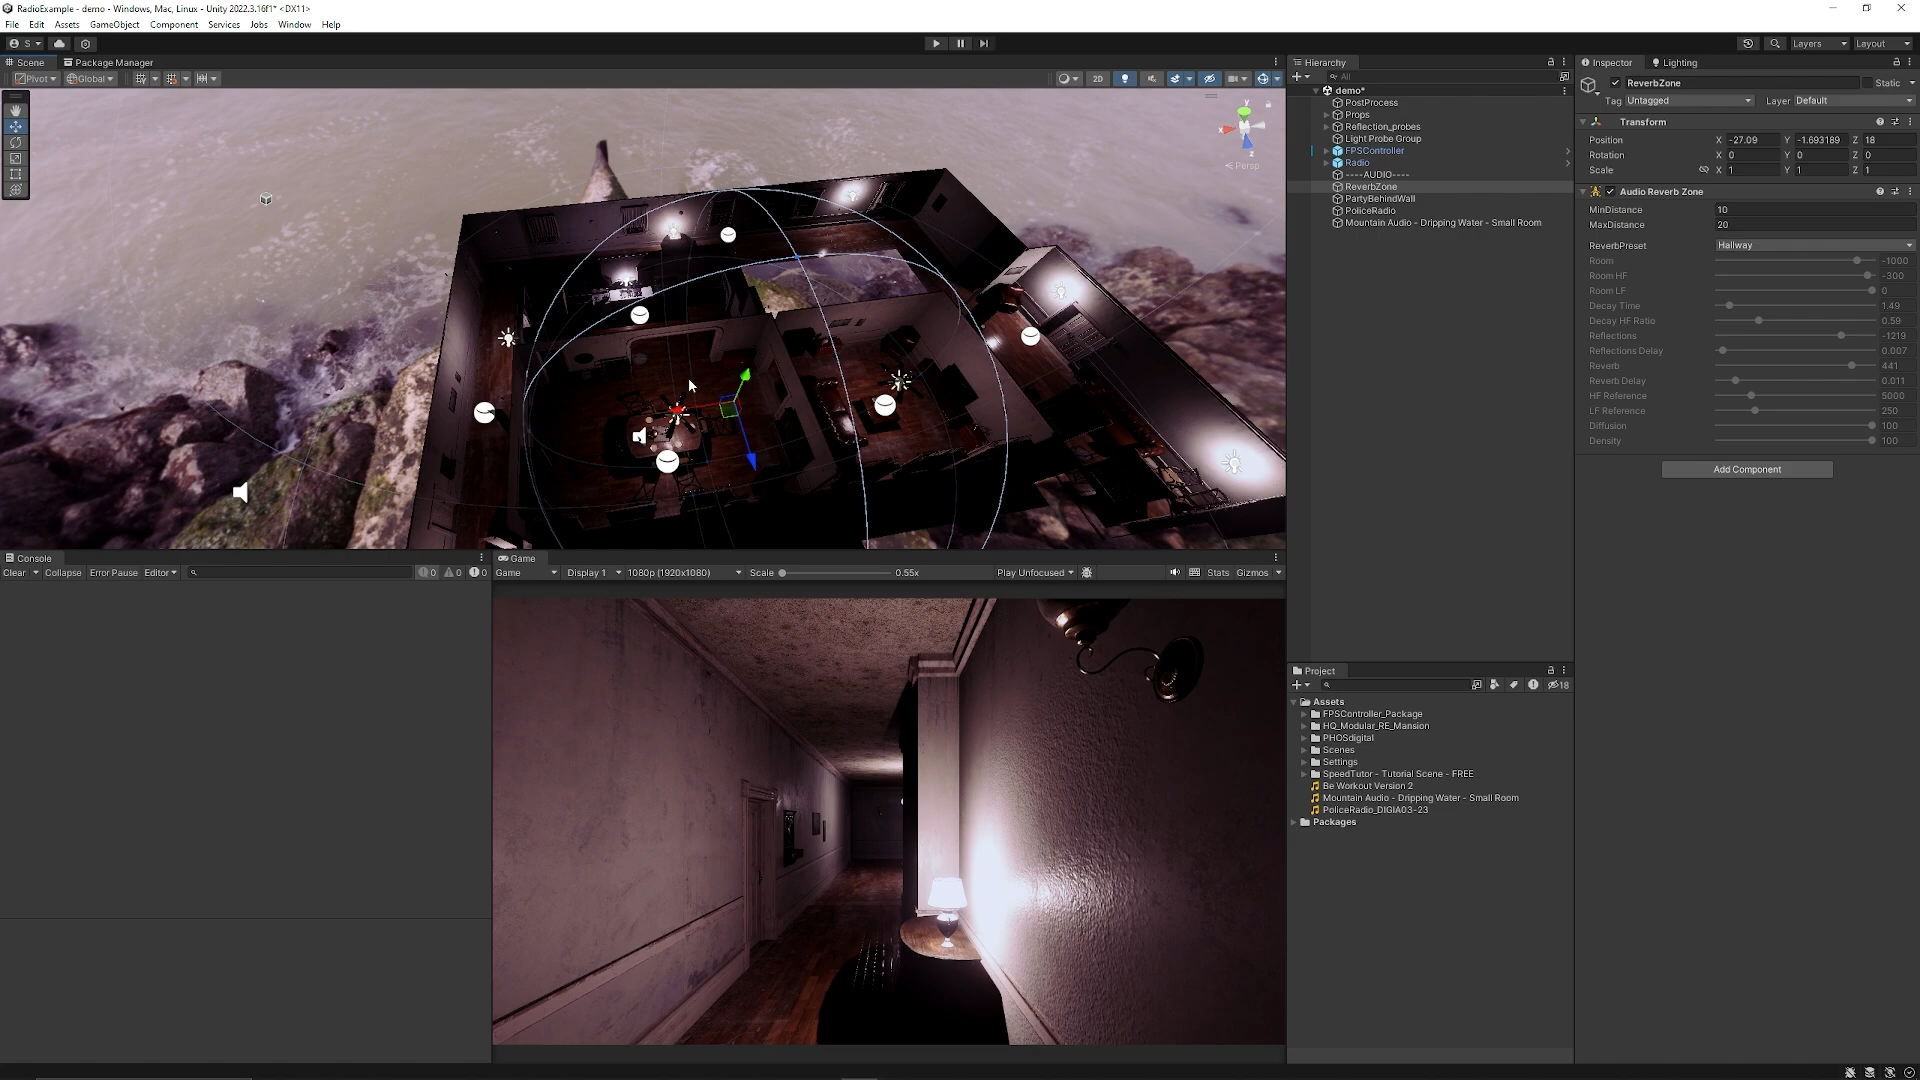 RadioExample - demo - Windows, Mac, Linux - Unity 2022.3.16f1* <DX11>
File Edit Assets GameObject Component Services Jobs Window Help
S
Layers Layout
Scene Package Manager
Pivot Global 2D
y
x
z
Persp
Hierarchy
All
demo*
PostProcess
Props
Reflection_probes
Light Probe Group
FPSController
Radio
----AUDIO----
ReverbZone
PartyBehindWall
PoliceRadio
Mountain Audio - Dripping Water - Small Room
Inspector Lighting
ReverbZone Static
Tag Untagged Layer Default
Transform
Position X -27.09 Y -1.693189 Z 18
Rotation X 0 Y 0 Z 0
Scale X 1 Y 1 Z 1
Audio Reverb Zone
MinDistance 10
MaxDistance 20
ReverbPreset Hallway
Room -1000
Room HF -300
Room LF 0
Decay Time 1.49
Decay HF Ratio 0.59
Reflections -1219
Reflections Delay 0.007
Reverb 441
Reverb Delay 0.011
HF Reference 5000
LF Reference 250
Diffusion 100
Density 100
Add Component
Console
Clear Collapse Error Pause Editor 0 0 0
Game
Game Display 1 1080p (1920x1080) Scale 0.55x Play Unfocused Stats Gizmos
Project
18
Assets
FPSController_Package
HQ_Modular_RE_Mansion
PHOSdigital
Scenes
Settings
SpeedTutor - Tutorial Scene - FREE
Be Workout Version 2
Mountain Audio - Dripping Water - Small Room
PoliceRadio_DIGIA03-23
Packages